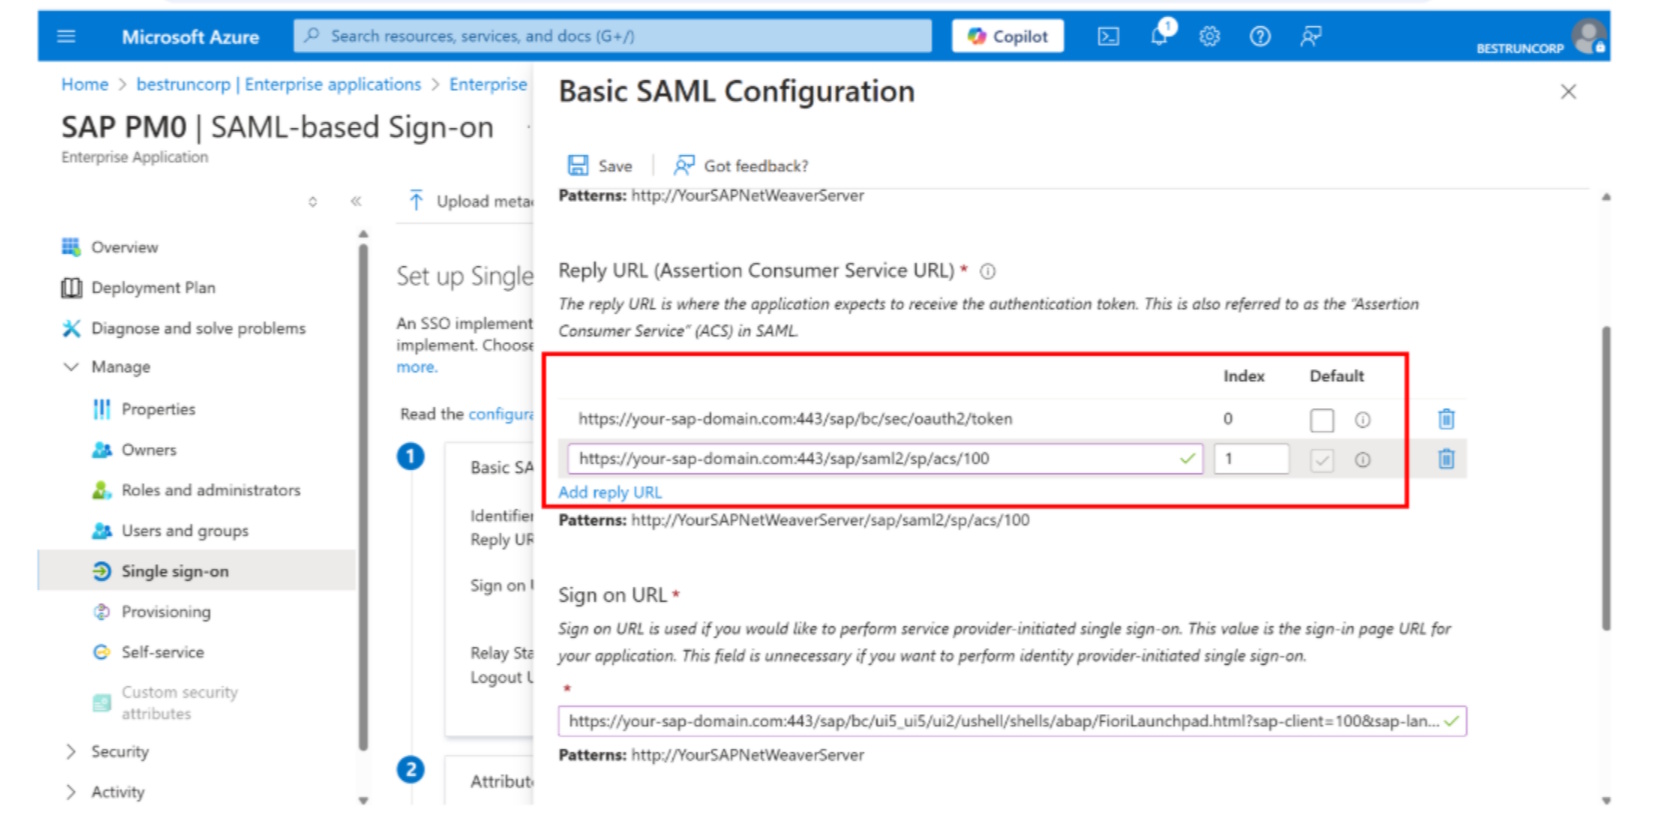 Microsoft Azure
Search resources, services, and docs (G+/)
Copilot
1
BESTRUNCORP
Home > bestruncorp | Enterprise applications > Enterprise
SAP PM0 | SAML-based Sign-on
Enterprise Application
Overview
Deployment Plan
Diagnose and solve problems
Manage
Properties
Owners
Roles and administrators
Users and groups
Single sign-on
Provisioning
Self-service
Custom security
attributes
Security
Activity
Upload meta
Set up Single
An SSO implement
implement. Choose
more.
Read the configura
1
Basic SA
Identifier
Reply UR
Sign on
Relay Sta
Logout U
2
Attribut
Basic SAML Configuration
Save
Got feedback?
Patterns: http://YourSAPNetWeaverServer
Reply URL (Assertion Consumer Service URL) *
The reply URL is where the application expects to receive the authentication token. This is also referred to as the "Assertion
Consumer Service" (ACS) in SAML.
Index Default
https://your-sap-domain.com:443/sap/bc/sec/oauth2/token 0
https://your-sap-domain.com:443/sap/saml2/sp/acs/100 1
Add reply URL
Patterns: http://YourSAPNetWeaverServer/sap/saml2/sp/acs/100
Sign on URL *
Sign on URL is used if you would like to perform service provider-initiated single sign-on. This value is the sign-in page URL for
your application. This field is unnecessary if you want to perform identity provider-initiated single sign-on.
*
https://your-sap-domain.com:443/sap/bc/ui5_ui5/ui2/ushell/shells/abap/FioriLaunchpad.html?sap-client=100&sap-lan...
Patterns: http://YourSAPNetWeaverServer